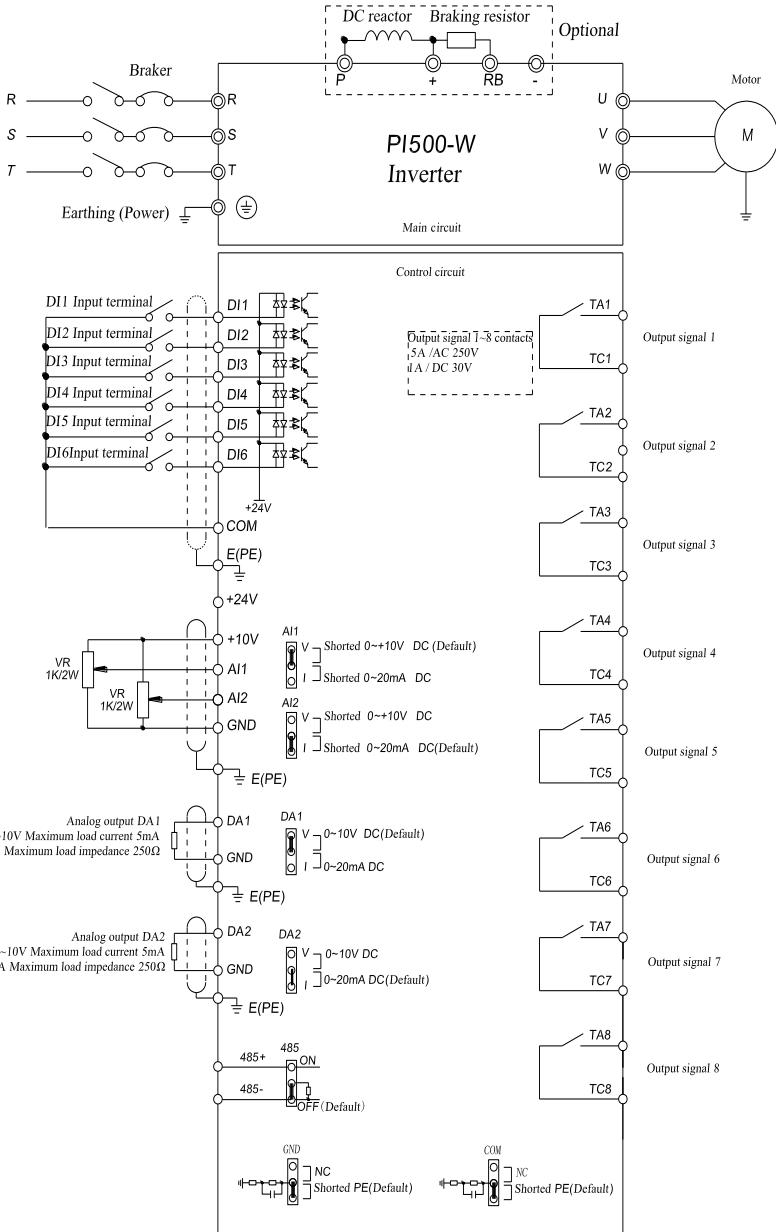 DC reactor Braking resistor
Optional
Braker
P + RB -
Motor
R R U
S S V M
T T W
PI500-W
Inverter
Earthing (Power)
Main circuit
Control circuit
DI1 Input terminal DI1
DI2 Input terminal DI2
DI3 Input terminal DI3
DI4 Input terminal DI4
DI5 Input terminal DI5
DI6Input terminal DI6
+24V
COM
E(PE)
+24V
Output signal 1~8 contacts
5A /AC 250V
1A / DC 30V
TA1
Output signal 1
TC1
TA2
Output signal 2
TC2
TA3
Output signal 3
TC3
TA4
Output signal 4
TC4
TA5
Output signal 5
TC5
TA6
Output signal 6
TC6
TA7
Output signal 7
TC7
TA8
Output signal 8
TC8
VR
1K/2W
VR
1K/2W
+10V
AI1
AI2
GND
E(PE)
AI1
V Shorted 0~+10V DC (Default)
I Shorted 0~20mA DC
AI2
V Shorted 0~+10V DC
I Shorted 0~20mA DC(Default)
Analog output DA1
~10V Maximum load current 5mA
Maximum load impedance 250Ω
DA1
GND
E(PE)
DA1
V 0~10V DC(Default)
I 0~20mA DC
Analog output DA2
~10V Maximum load current 5mA
A Maximum load impedance 250Ω
DA2
GND
E(PE)
DA2
V 0~10V DC
I 0~20mA DC(Default)
485+ 485 ON
485-
OFF(Default)
GND
NC
Shorted PE(Default)
COM
NC
Shorted PE(Default)